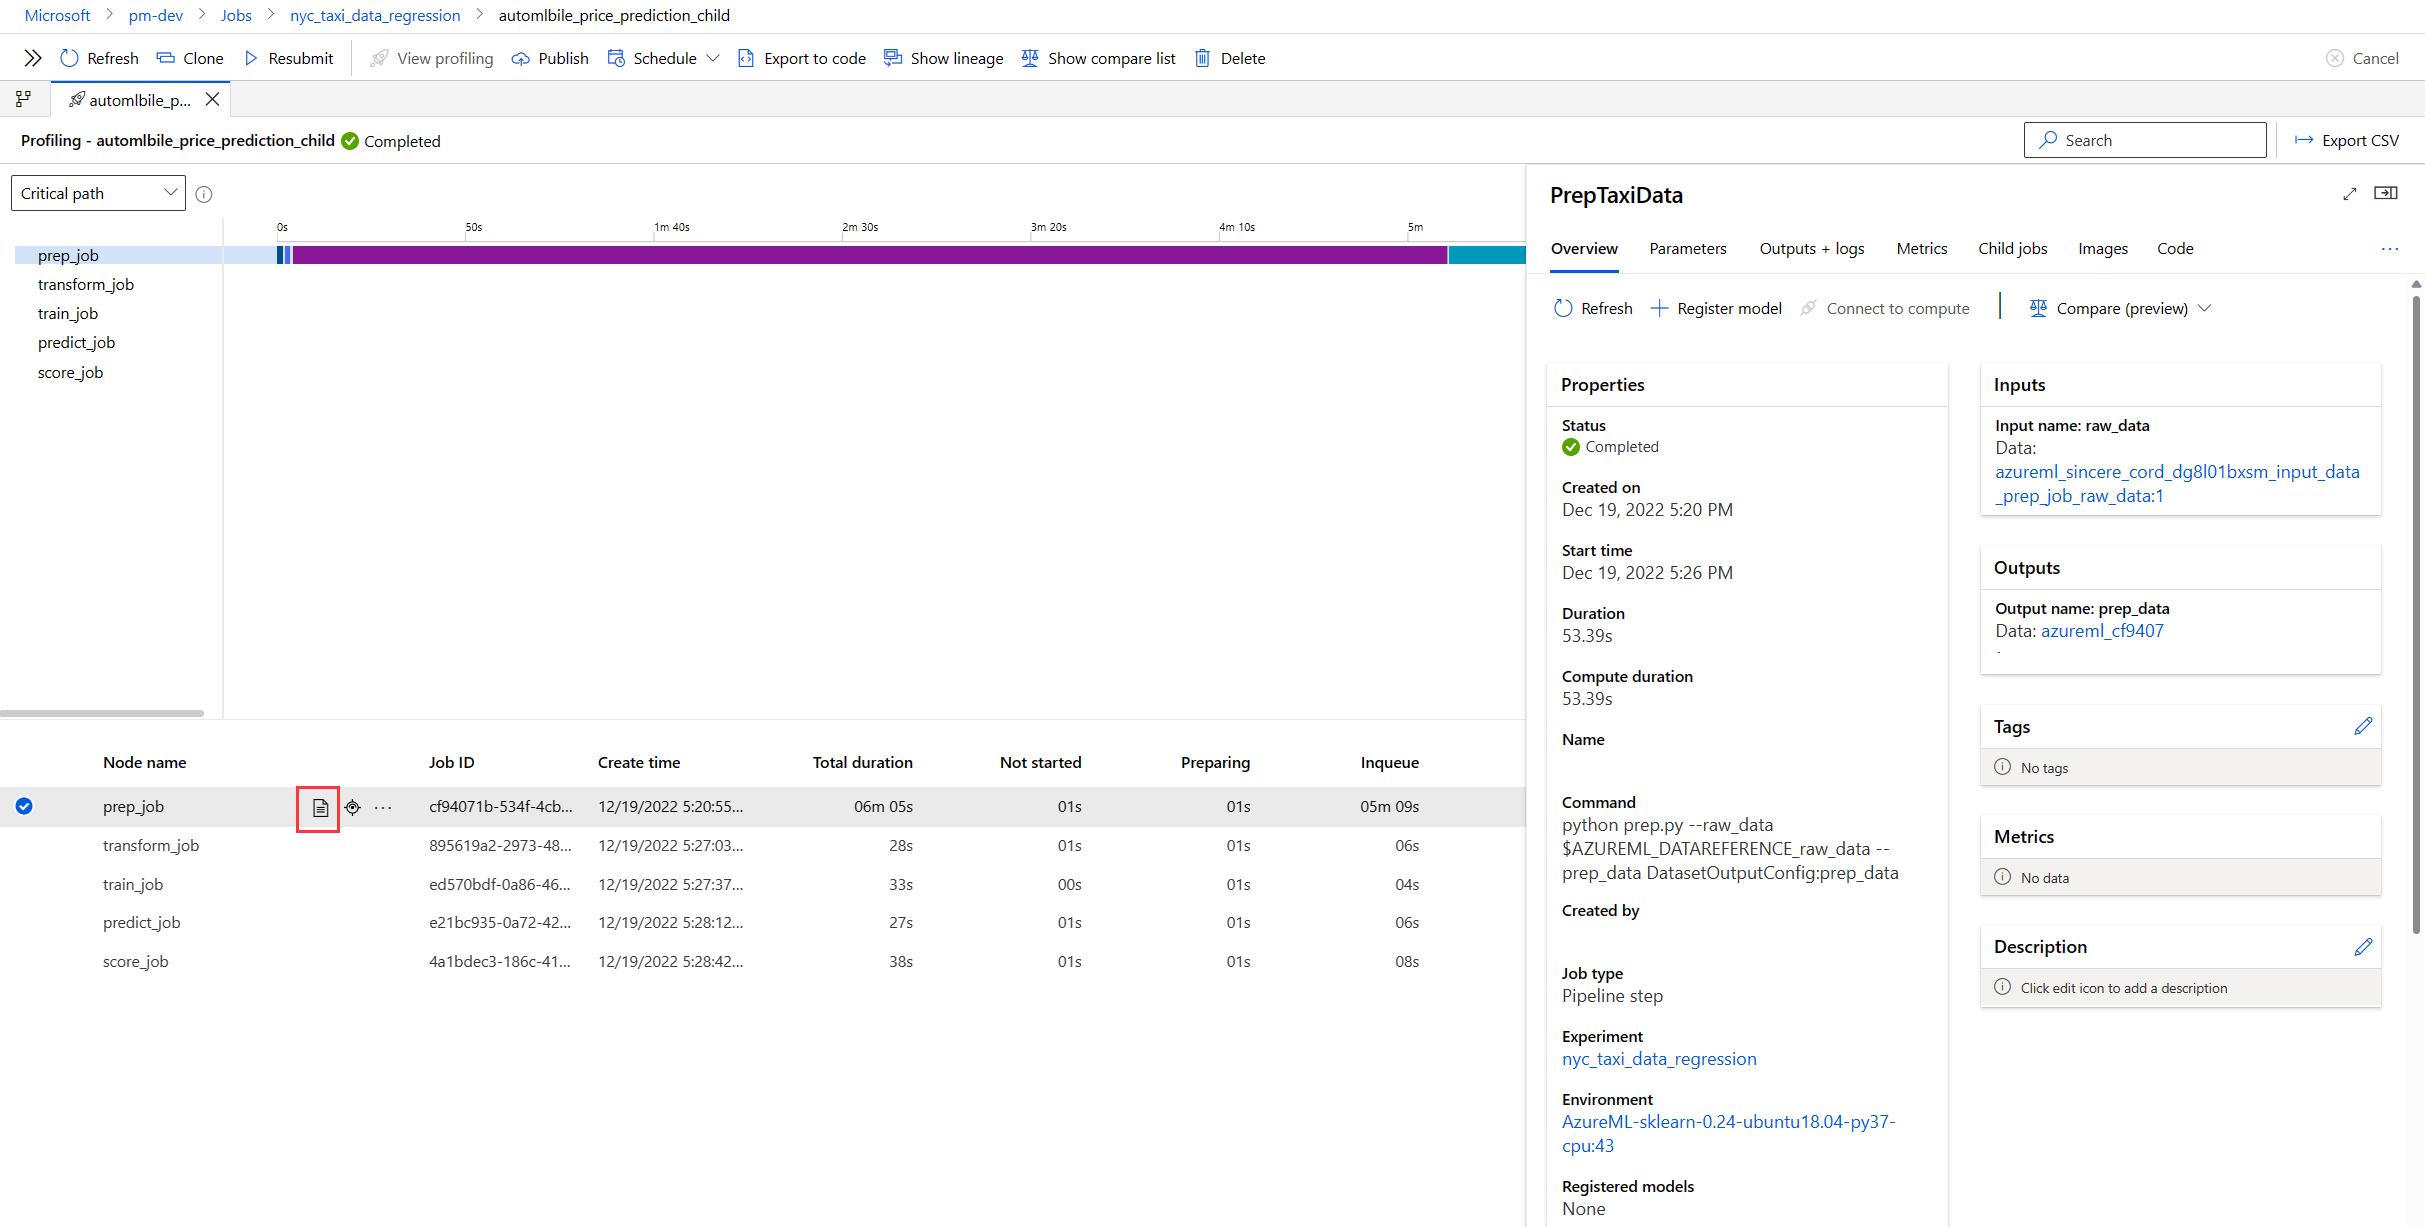 Microsoft > pm-dev > Jobs > nyc_taxi_data_regression > automlbile_price_prediction_child
Refresh Clone Resubmit View profiling Publish Schedule Export to code Show lineage Show compare list Delete Cancel
automlbile_p...
Profiling - automlbile_price_prediction_child Completed
Search
Export CSV
Critical path
0s 50s 1m 40s 2m 30s 3m 20s 4m 10s 5m
prep_job
transform_job
train_job
predict_job
score_job
Node name Job ID Create time Total duration Not started Preparing Inqueue
prep_job ... cf94071b-534f-4cb... 12/19/2022 5:20:55... 06m 05s 01s 01s 05m 09s
transform_job 895619a2-2973-48... 12/19/2022 5:27:03... 28s 01s 01s 06s
train_job ed570bdf-0a86-46... 12/19/2022 5:27:37... 33s 00s 01s 04s
predict_job e21bc935-0a72-42... 12/19/2022 5:28:12... 27s 01s 01s 06s
score_job 4a1bdec3-186c-41... 12/19/2022 5:28:42... 38s 01s 01s 08s
PrepTaxiData
Overview Parameters Outputs + logs Metrics Child jobs Images Code ...
Refresh Register model Connect to compute Compare (preview)
Properties
Status
Completed
Created on
Dec 19, 2022 5:20 PM
Start time
Dec 19, 2022 5:26 PM
Duration
53.39s
Compute duration
53.39s
Name
Command
python prep.py --raw_data
$AZUREML_DATAREFERENCE_raw_data --
prep_data DatasetOutputConfig:prep_data
Created by
Job type
Pipeline step
Experiment
nyc_taxi_data_regression
Environment
AzureML-sklearn-0.24-ubuntu18.04-py37-
cpu:43
Registered models
None
Inputs
Input name: raw_data
Data:
azureml_sincere_cord_dg8l01bxsm_input_data
_prep_job_raw_data:1
Outputs
Output name: prep_data
Data: azureml_cf9407
Tags
No tags
Metrics
No data
Description
Click edit icon to add a description